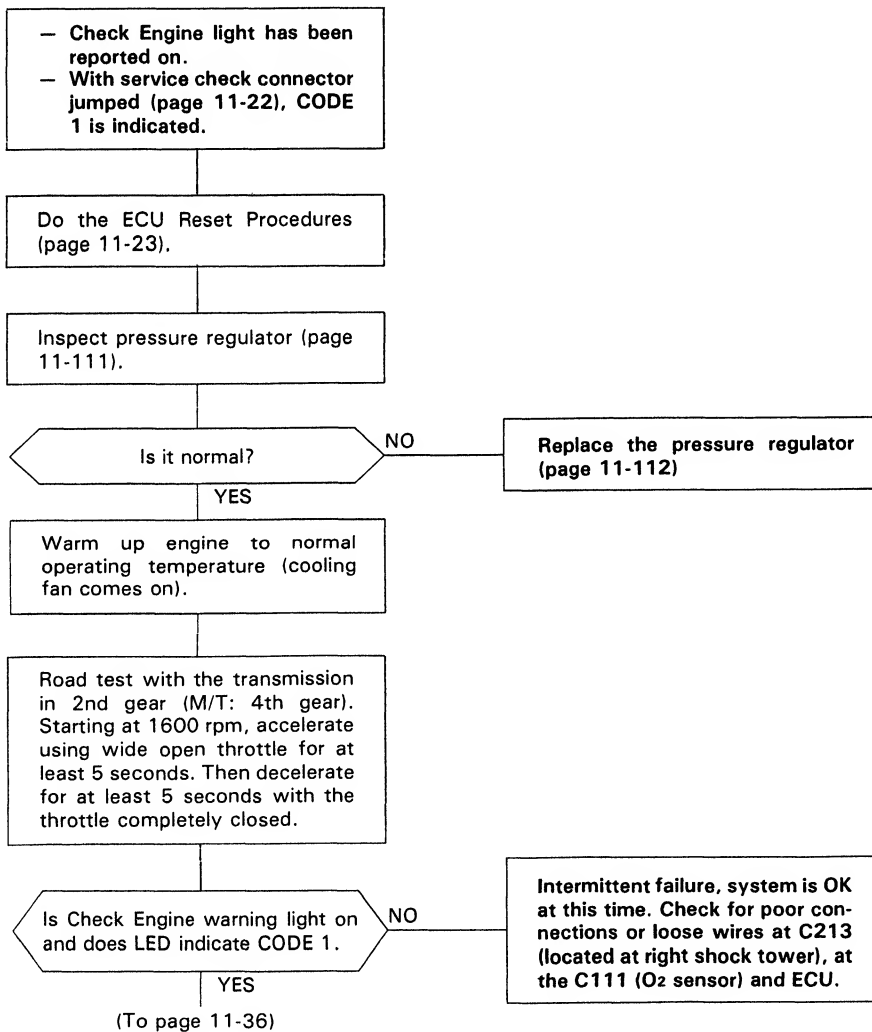 — Check Engine light has been
reported on.
— With service check connector
jumped (page 11-22), CODE
1 is indicated.
Do the ECU Reset Procedures
(page 11-23).
Inspect pressure regulator (page
11-111).
Is it normal?
NO
Replace the pressure regulator
(page 11-112)
YES
Warm up engine to normal
operating temperature (cooling
fan comes on).
Road test with the transmission
in 2nd gear (M/T: 4th gear).
Starting at 1600 rpm, accelerate
using wide open throttle for at
least 5 seconds. Then decelerate
for at least 5 seconds with the
throttle completely closed.
Is Check Engine warning light on
and does LED indicate CODE 1.
NO
Intermittent failure, system is OK
at this time. Check for poor con-
nections or loose wires at C213
(located at right shock tower), at
the C111 (O2 sensor) and ECU.
YES
(To page 11-36)